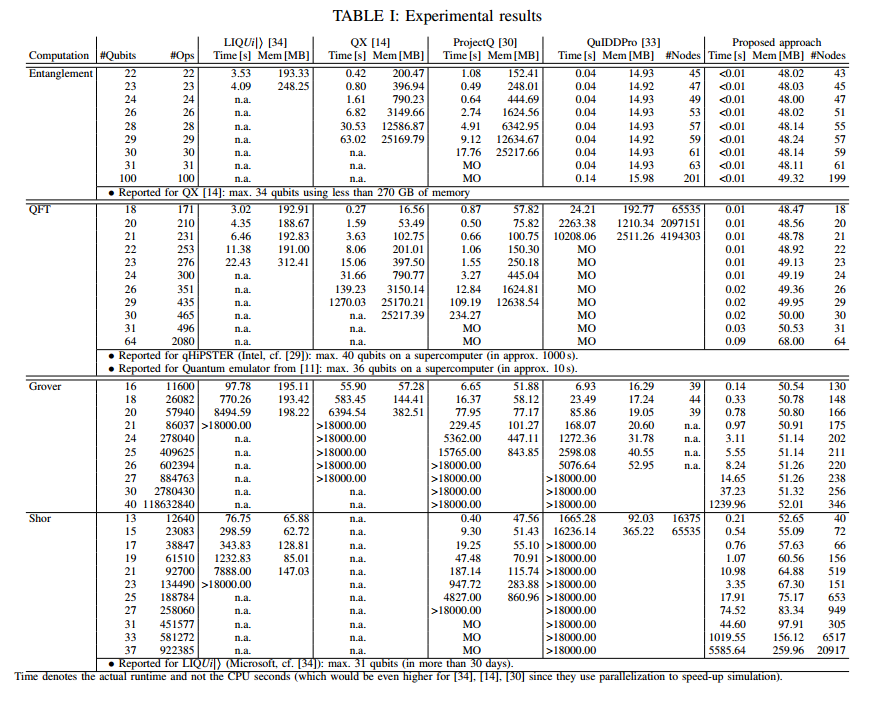 TABLE I: Experimental results
LIQUi|⟩ [34] QX [14] ProjectQ [30] QuIDDPro [33] Proposed approach
Computation #Qubits #Ops Time [s] Mem [MB] Time [s] Mem [MB] Time [s] Mem [MB] Time [s] Mem [MB] #Nodes Time [s] Mem [MB] #Nodes
Entanglement 22 22 3.53 193.33 0.42 200.47 1.08 152.41 0.04 14.93 45 <0.01 48.02 43
23 23 4.09 248.25 0.80 396.94 0.49 248.01 0.04 14.92 47 <0.01 48.03 45
24 24 n.a. 1.61 790.23 0.64 444.69 0.04 14.93 49 <0.01 48.00 47
26 26 n.a. 6.82 3149.66 2.74 1624.56 0.04 14.93 53 <0.01 48.02 51
28 28 n.a. 30.53 12586.87 4.91 6342.95 0.04 14.93 57 <0.01 48.14 55
29 29 n.a. 63.02 25169.79 9.12 12634.67 0.04 14.92 59 <0.01 48.24 57
30 30 n.a. n.a. 17.76 25217.66 0.04 14.93 61 <0.01 48.14 59
31 31 n.a. n.a. MO 0.04 14.93 63 <0.01 48.11 61
100 100 n.a. n.a. MO 0.14 15.98 201 <0.01 49.32 199
• Reported for QX [14]: max. 34 qubits using less than 270 GB of memory
QFT 18 171 3.02 192.91 0.27 16.56 0.87 57.82 24.21 192.77 65535 0.01 48.47 18
20 210 4.35 188.67 1.59 53.49 0.50 75.82 2263.38 1210.34 2097151 0.01 48.56 20
21 231 6.46 192.83 3.63 102.75 0.66 100.75 10208.06 2511.26 4194303 0.01 48.78 21
22 253 11.38 191.00 8.06 201.01 1.06 150.30 MO 0.01 48.92 22
23 276 22.43 312.41 15.06 397.50 1.55 250.18 MO 0.01 49.13 23
24 300 n.a. 31.66 790.77 3.27 445.04 MO 0.01 49.19 24
26 351 n.a. 139.23 3150.14 12.84 1624.81 MO 0.02 49.36 26
29 435 n.a. 1270.03 25170.21 109.19 12638.54 MO 0.02 49.95 29
30 465 n.a. n.a. 25217.39 234.27 MO 0.02 50.00 30
31 496 n.a. n.a. MO MO 0.03 50.53 31
64 2080 n.a. n.a. MO MO 0.09 68.00 64
• Reported for qHiPSTER (Intel, cf. [29]): max. 40 qubits on a supercomputer (in approx. 1000 s).
• Reported for Quantum emulator from [11]: max. 36 qubits on a supercomputer (in approx. 10 s).
Grover 16 11600 97.78 195.11 55.90 57.28 6.65 51.88 6.93 16.29 39 0.14 50.54 130
18 26082 770.26 193.42 583.45 144.41 16.37 58.12 23.49 17.24 44 0.33 50.78 148
20 57940 8494.59 198.22 6394.54 382.51 77.95 77.17 85.86 19.05 39 0.78 50.80 166
21 86037 >18000.00 >18000.00 229.45 101.27 168.07 20.60 n.a. 0.97 50.91 175
24 278040 n.a. >18000.00 5362.00 447.11 1272.36 31.78 n.a. 3.11 51.14 202
25 409625 n.a. >18000.00 15765.00 843.85 2598.08 40.55 n.a. 5.55 51.14 211
26 602394 n.a. >18000.00 >18000.00 5076.64 52.95 n.a. 8.24 51.26 220
27 884763 n.a. >18000.00 >18000.00 >18000.00 14.65 51.26 238
30 2780430 n.a. n.a. >18000.00 >18000.00 37.23 51.32 256
40 118632840 n.a. n.a. >18000.00 >18000.00 1239.96 52.01 346
Shor 13 12640 76.75 65.88 n.a. 0.40 47.56 1665.28 92.03 16375 0.21 52.65 40
15 23083 298.59 62.72 n.a. 9.30 51.43 16236.14 365.22 65535 0.54 55.09 72
17 38847 343.83 128.81 n.a. 19.25 55.10 >18000.00 0.76 57.63 66
19 61510 1232.83 85.01 n.a. 47.48 70.91 >18000.00 1.07 60.56 156
21 92700 7888.00 147.03 n.a. 187.14 115.74 >18000.00 10.98 64.88 519
23 134490 >18000.00 n.a. 947.72 283.88 >18000.00 3.35 67.30 151
25 188784 n.a. n.a. 4827.00 860.96 >18000.00 17.91 75.17 653
27 258060 n.a. n.a. >18000.00 >18000.00 74.52 83.34 949
31 451577 n.a. n.a. MO >18000.00 44.60 97.91 305
33 581272 n.a. n.a. MO >18000.00 1019.55 156.12 6517
37 922385 n.a. n.a. MO >18000.00 5585.64 259.96 20917
• Reported for LIQUi|⟩ (Microsoft, cf. [34]): max. 31 qubits (in more than 30 days).
Time denotes the actual runtime and not the CPU seconds (which would be even higher for [34], [14], [30] since they use parallelization to speed-up simulation).